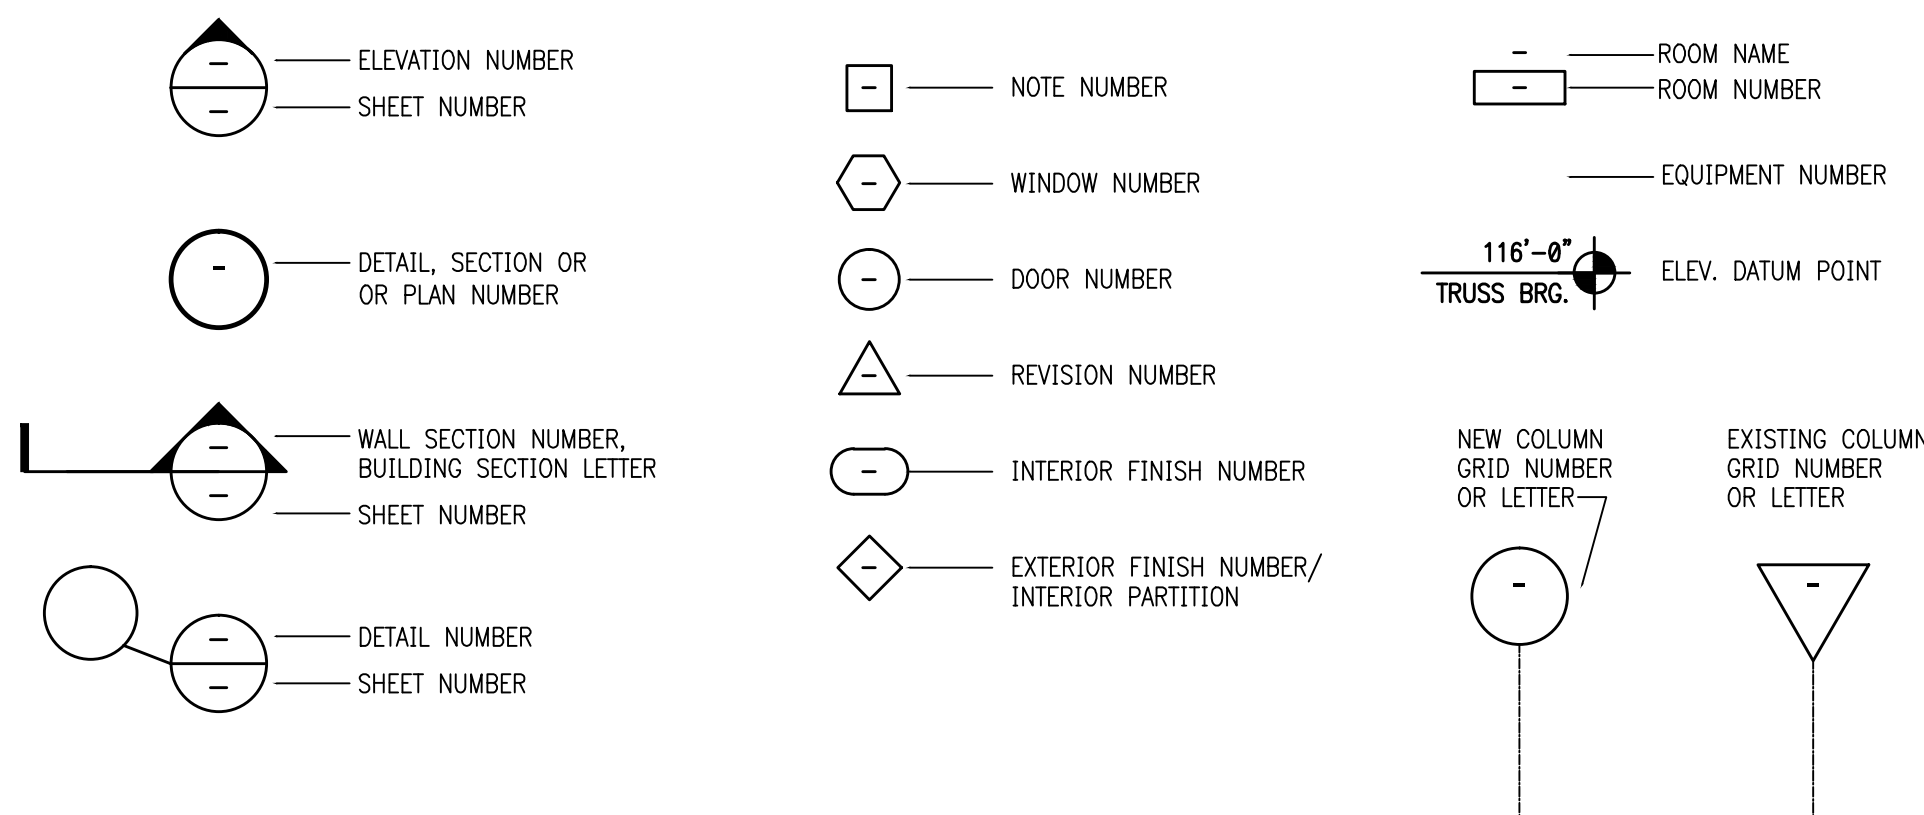 ELEVATION NUMBER
SHEET NUMBER
DETAIL, SECTION OR
OR PLAN NUMBER
WALL SECTION NUMBER,
BUILDING SECTION LETTER
SHEET NUMBER
DETAIL NUMBER
SHEET NUMBER
NOTE NUMBER
WINDOW NUMBER
DOOR NUMBER
REVISION NUMBER
INTERIOR FINISH NUMBER
EXTERIOR FINISH NUMBER/
INTERIOR PARTITION
ROOM NAME
ROOM NUMBER
EQUIPMENT NUMBER
116'-0"
TRUSS BRG.
ELEV. DATUM POINT
NEW COLUMN
GRID NUMBER
OR LETTER
EXISTING COLUMN
GRID NUMBER
OR LETTER